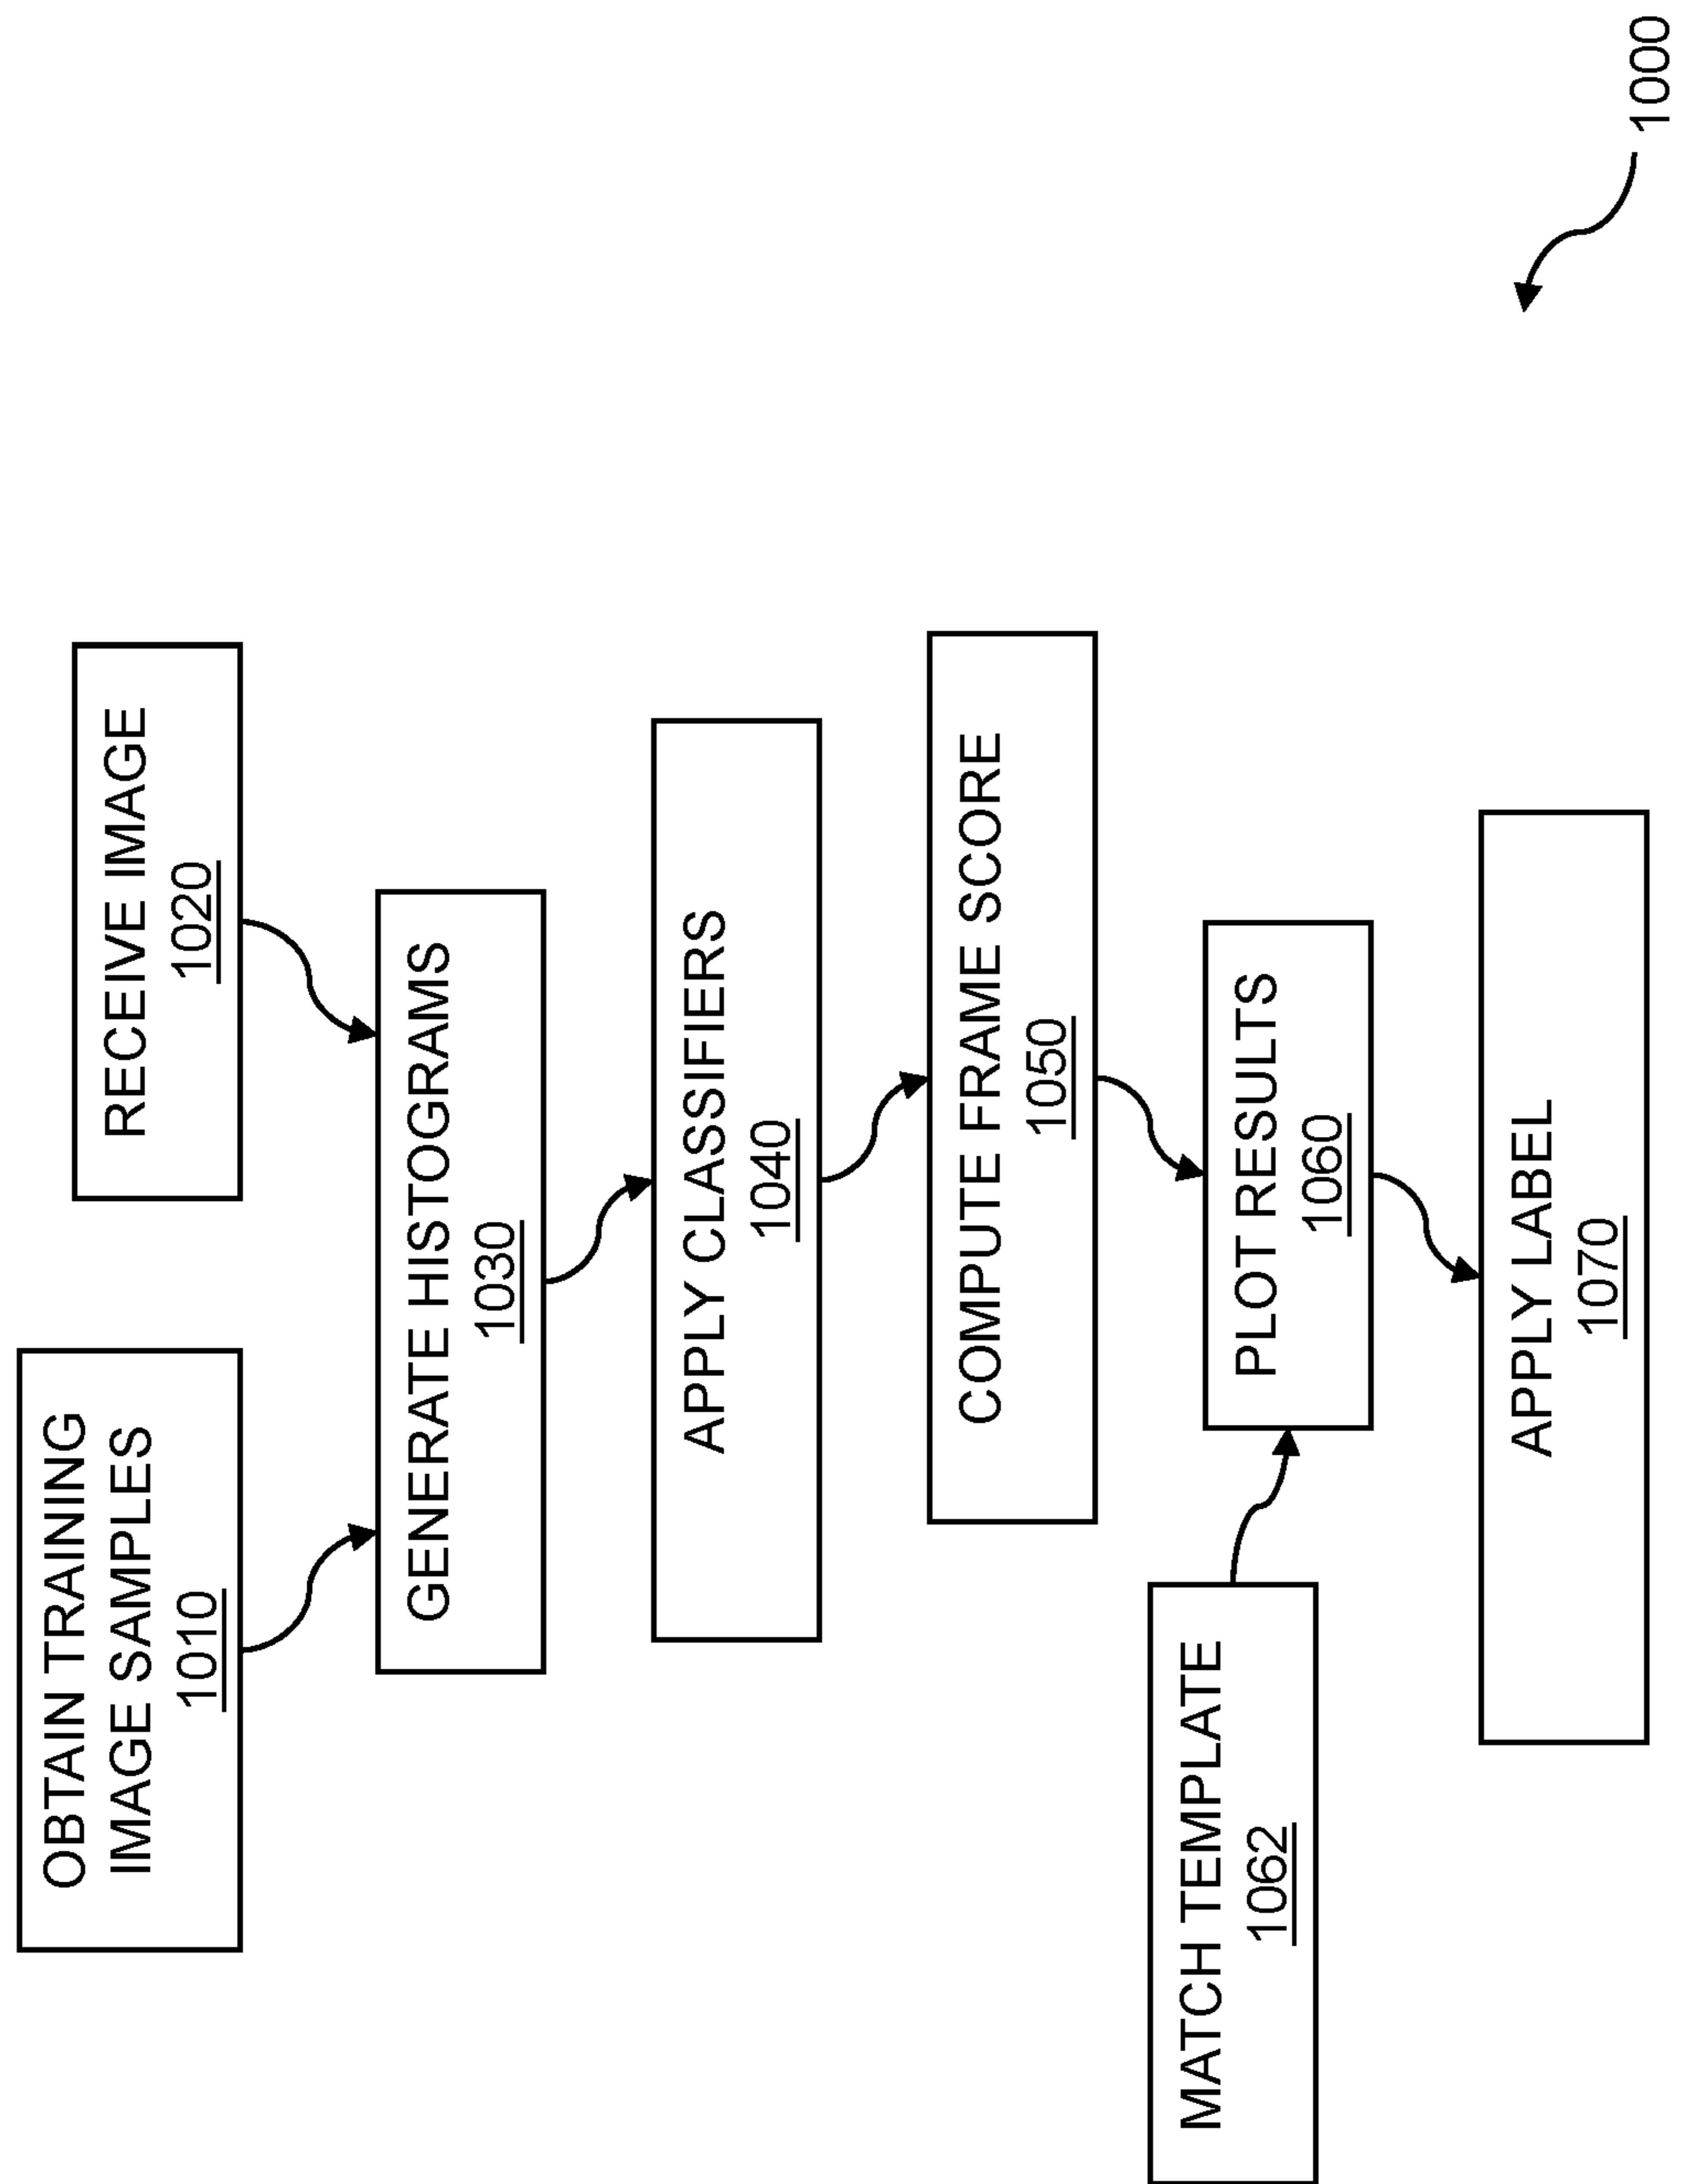 OBTAIN TRAINING
IMAGE SAMPLES
1010
RECEIVE IMAGE
1020
GENERATE HISTOGRAMS
1030
APPLY CLASSIFIERS
1040
COMPUTE FRAME SCORE
1050
MATCH TEMPLATE
1062
PLOT RESULTS
1060
APPLY LABEL
1070
1000